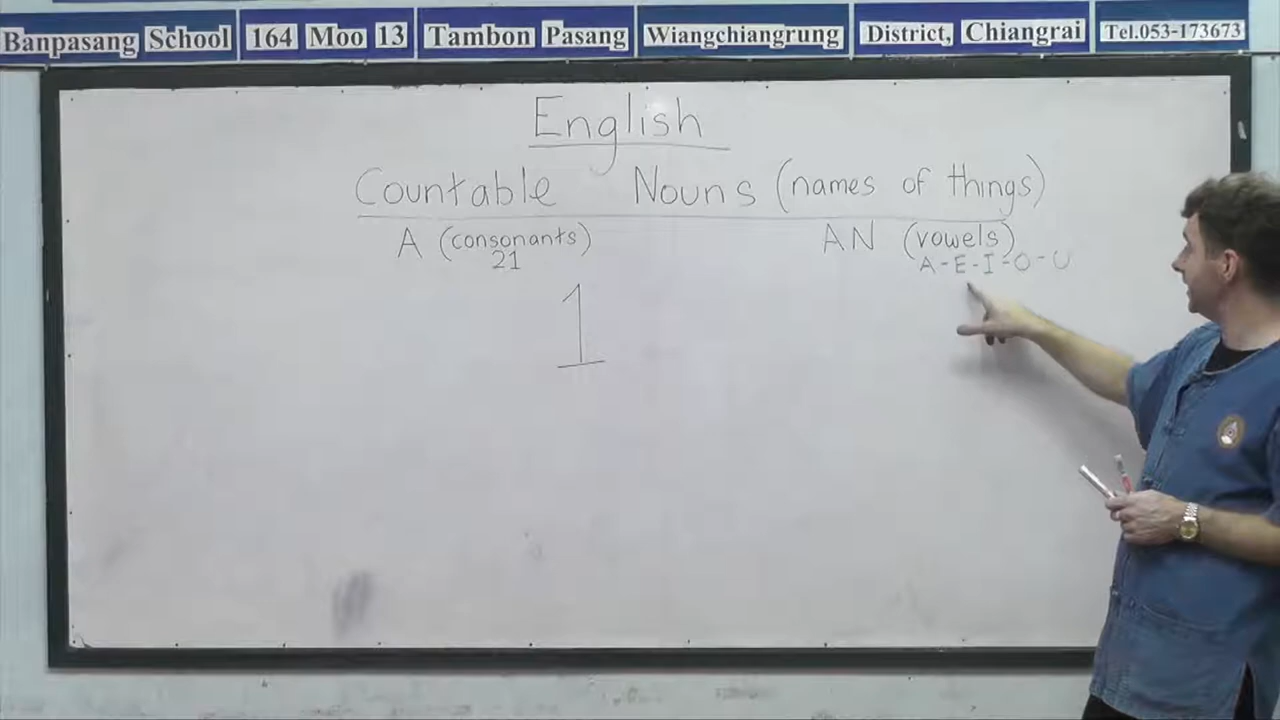 Banpasang School 164 Moo 13 Tambon Pasang Wiangchiangrung District, Chiangrai Tel.053-173673
English
Countable Nouns (names of things)
A (consonants) AN (vowels)
21 A-E-I-O-U
1